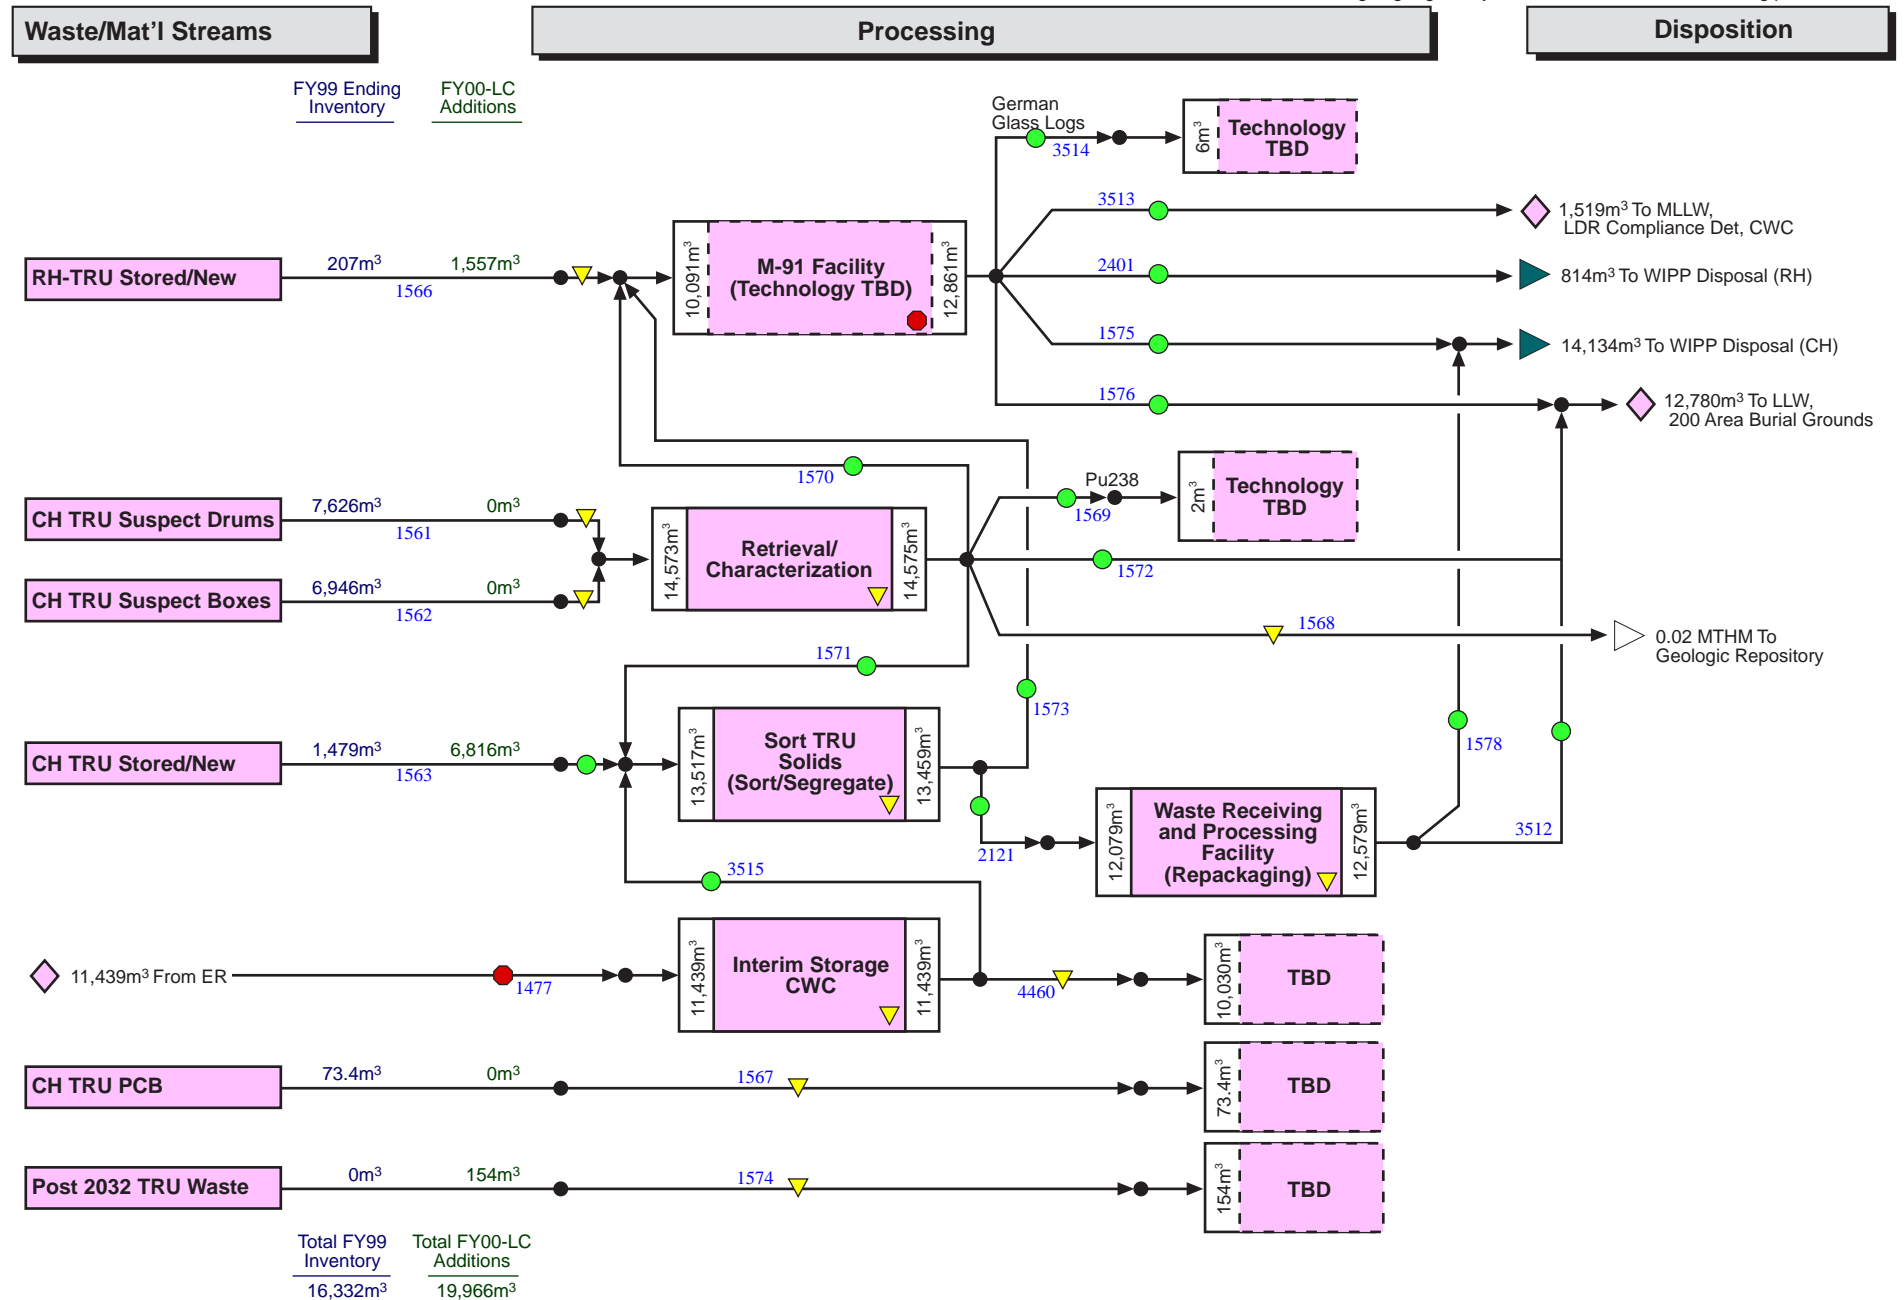 Waste/Mat'l Streams
Processing
Disposition
FY99 Ending
Inventory
FY00-LC
Additions
German
Glass Logs
3514
6m³
Technology
TBD
3513
1,519m³ To MLLW,
LDR Compliance Det, CWC
RH-TRU Stored/New
207m³
1,557m³
1566
10,091m³
M-91 Facility
(Technology TBD)
12,861m³
2401
814m³ To WIPP Disposal (RH)
1575
14,134m³ To WIPP Disposal (CH)
1576
12,780m³ To LLW,
200 Area Burial Grounds
1570
Pu238
1569
2m³
Technology
TBD
CH TRU Suspect Drums
7,626m³
0m³
1561
14,573m³
Retrieval/
Characterization
14,575m³
1572
CH TRU Suspect Boxes
6,946m³
0m³
1562
1568
0.02 MTHM To
Geologic Repository
1571
1573
1578
CH TRU Stored/New
1,479m³
6,816m³
1563
13,517m³
Sort TRU
Solids
(Sort/Segregate)
13,459m³
2121
12,079m³
Waste Receiving
and Processing
Facility
(Repackaging)
12,579m³
3512
3515
11,439m³ From ER
1477
11,439m³
Interim Storage
CWC
11,439m³
4460
10,030m³
TBD
CH TRU PCB
73.4m³
0m³
1567
73.4m³
TBD
Post 2032 TRU Waste
0m³
154m³
1574
154m³
TBD
Total FY99
Inventory
16,332m³
Total FY00-LC
Additions
19,966m³